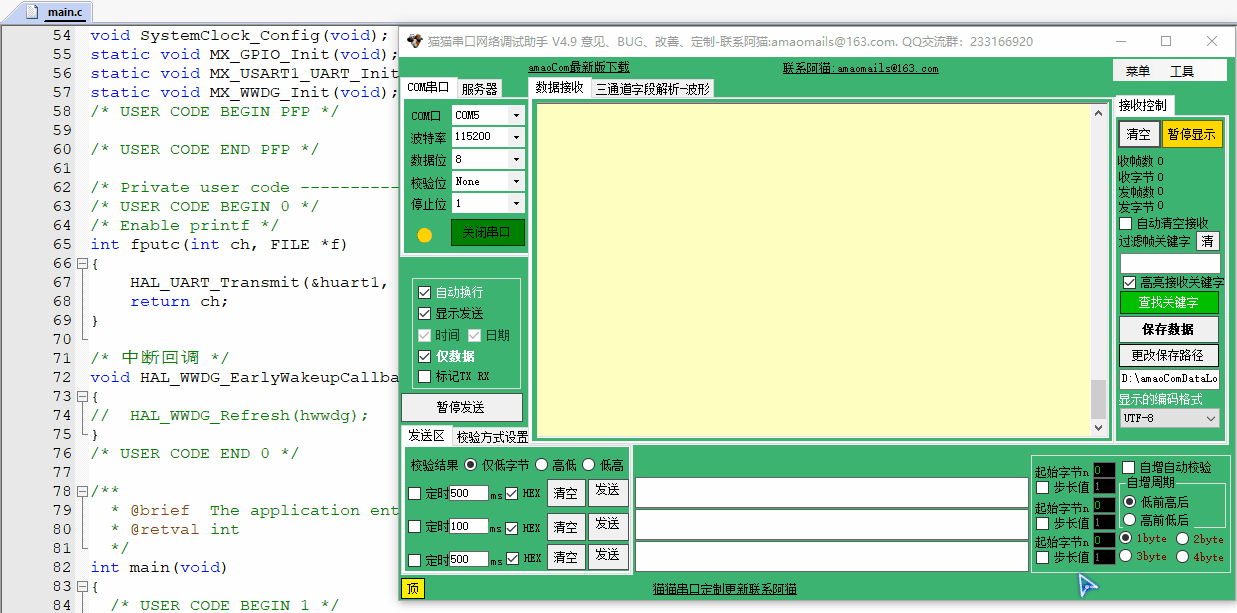 main.c
54 void SystemClock_Config(void);
55 static void MX_GPIO_Init(void);
56 static void MX_USART1_UART_Init
57 static void MX_WWDG_Init(void);
58 /* USER CODE BEGIN PFP */
59
60 /* USER CODE END PFP */
61
62 /* Private user code ----------
63 /* USER CODE BEGIN 0 */
64 /* Enable printf */
65 int fputc(int ch, FILE *f)
66 {
67 HAL_UART_Transmit(&huart1,
68 return ch;
69 }
70
71 /* 中断回调 */
72 void HAL_WWDG_EarlyWakeupCallba
73 {
74 // HAL_WWDG_Refresh(hwwdg);
75 }
76 /* USER CODE END 0 */
77
78 /**
79 * @brief The application ent
80 * @retval int
81 */
82 int main(void)
83 {
84 /* USER CODE BEGIN 1 */
猫猫串口网络调试助手 V4.9 意见、BUG、改善、定制-联系阿猫:amaomails@163.com. QQ交流群：233166920
amaoCom最新版下载 联系阿猫:amaomails@163.com
菜单 工具
COM串口 服务器
COM口 COM5
波特率 115200
数据位 8
校验位 None
停止位 1
关闭串口
自动换行
显示发送
时间 日期
仅数据
标记TX RX
暂停发送
数据接收 三通道字段解析-波形
接收控制
清空 暂停显示
收帧数 0
收字节 0
发帧数 0
发字节 0
自动清空接收
过滤帧关键字 清
高亮接收关键字
查找关键字
保存数据
更改保存路径
D:\amaoComDataLo
显示的编码格式
UTF-8
发送区 校验方式设置
校验结果 仅低字节 高低 低高
定时 500 ms HEX 清空 发送
定时 100 ms HEX 清空 发送
定时 500 ms HEX 清空 发送
起始字节n 0 自增自动校验
步长值 1 自增周期
起始字节n 0 低前高后
步长值 1 高前低后
起始字节n 0 1byte 2byte
步长值 1 3byte 4byte
顶 猫猫串口定制更新联系阿猫